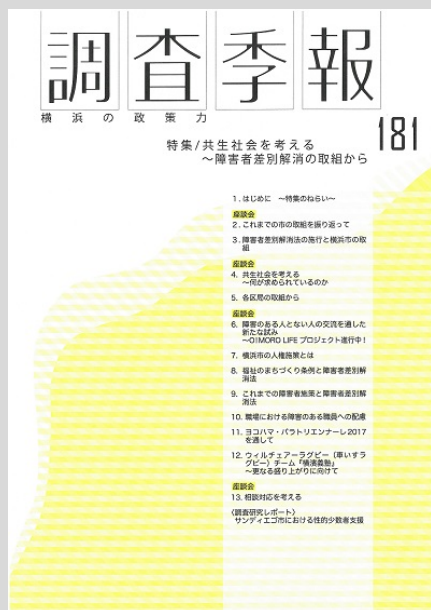 調査季報
横浜の政策力
181
特集/共生社会を考える
～障害者差別解消の取組から
1. はじめに ～特集のねらい～
座談会
2. これまでの市の取組を振り返って
3. 障害者差別解消法の施行と横浜市の取
組
座談会
4. 共生社会を考える
～何が求められているのか
5. 各区局の取組から
座談会
6. 障害のある人とない人の交流を通した
新たな試み
～O!MORO LIFE プロジェクト進行中！
7. 横浜市の人権施策とは
8. 福祉のまちづくり条例と障害者差別解
消法
9. これまでの障害者施策と障害者差別解
消法
10. 職場における障害のある職員への配慮
11. ヨコハマ・パラトリエンナーレ2017
を通して
12. ウィルチェアーラグビー（車いすラ
グビー）チーム「横濱義塾」
～更なる盛り上がりに向けて
座談会
13. 相談対応を考える
〈調査研究レポート〉
サンディエゴ市における性的少数者支援